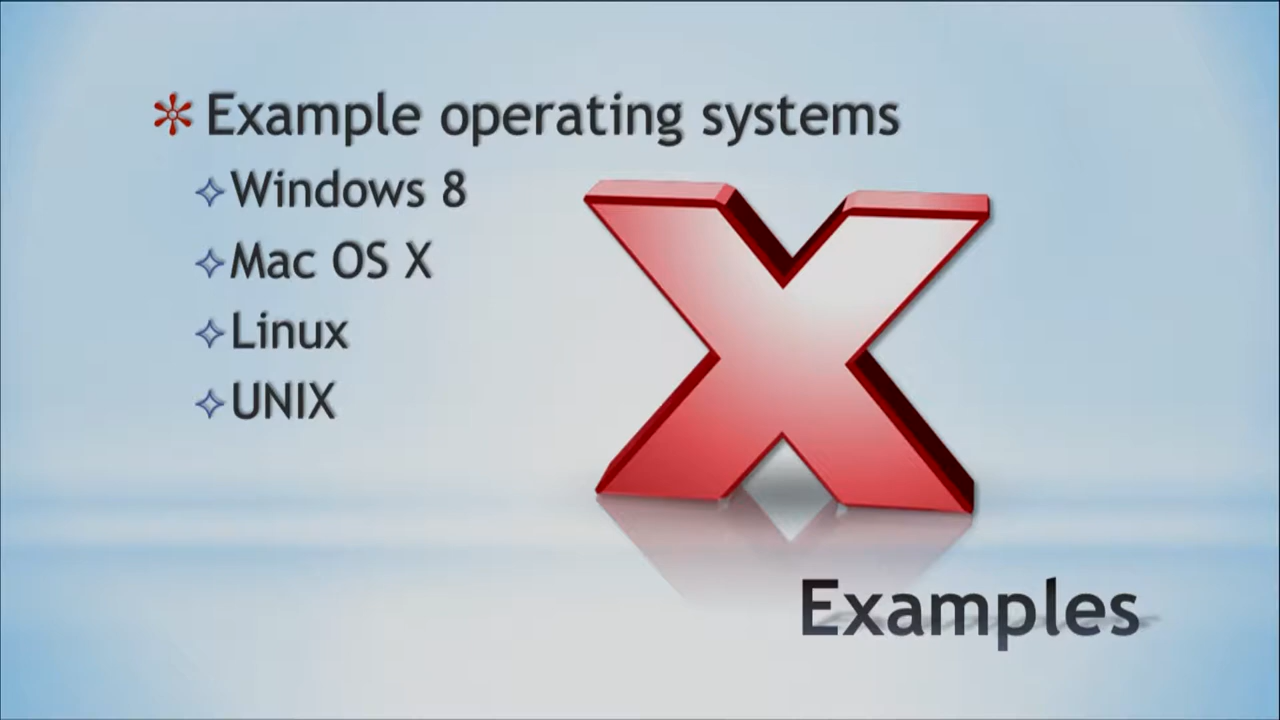 Example operating systems
Windows 8
Mac OS X
Linux
UNIX
X
Examples